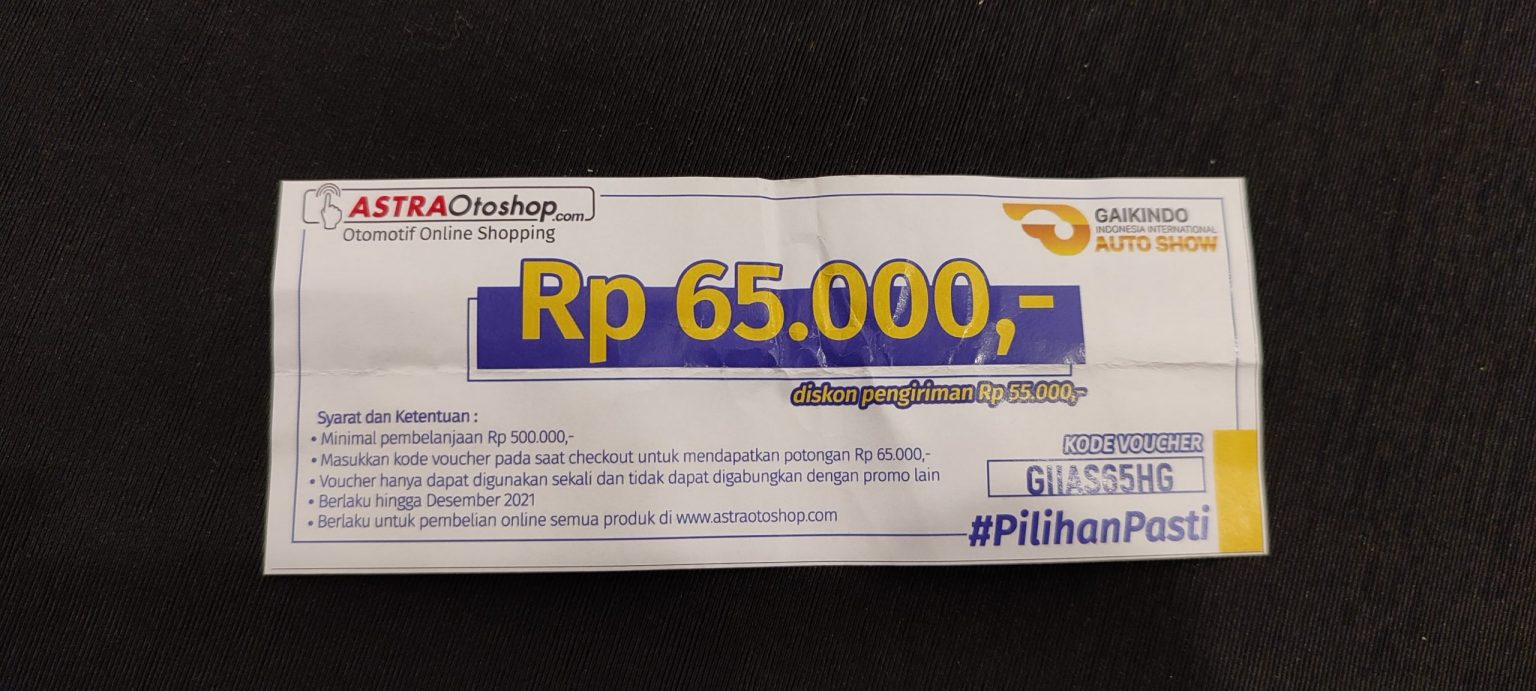 ASTRAOtoshop.com
Otomotif Online Shopping
GAIKINDO
INDONESIA INTERNATIONAL
AUTO SHOW
Rp 65.000,-
diskon pengiriman Rp 55.000,-
Syarat dan Ketentuan :
• Minimal pembelanjaan Rp 500.000,-
• Masukkan kode voucher pada saat checkout untuk mendapatkan potongan Rp 65.000,-
• Voucher hanya dapat digunakan sekali dan tidak dapat digabungkan dengan promo lain
• Berlaku hingga Desember 2021
• Berlaku untuk pembelian online semua produk di www.astraotoshop.com
KODE VOUCHER
GIIAS65HG
#PilihanPasti